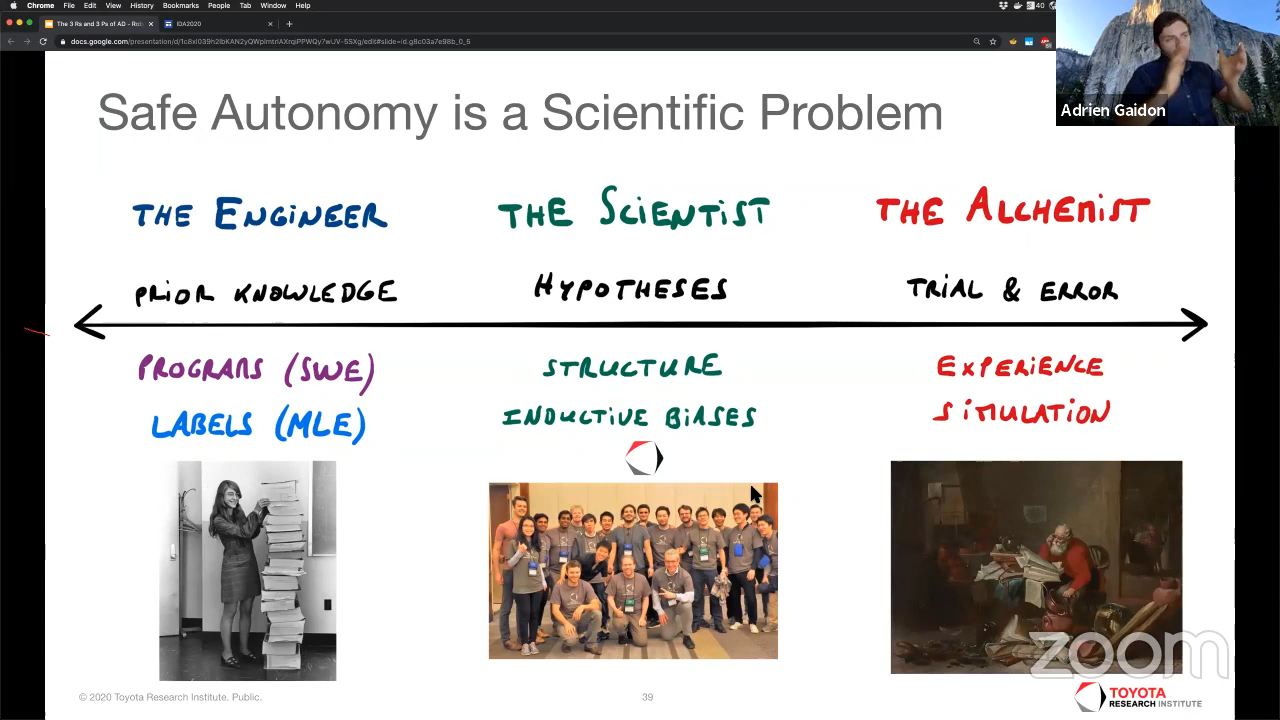 Chrome File Edit View History Bookmarks People Tab Window Help
40
The 3 Rs and 3 Ps of AD - Rob
IDA2020
Adrien Gaidon
Safe Autonomy is a Scientific Problem
THE ENGINEER
THE SCIENTIST
THE ALCHEMIST
PRIOR KNOWLEDGE
HYPOTHESES
TRIAL & ERROR
PROGRAMS (SWE)
STRUCTURE
EXPERIENCE
LABELS (MLE)
INDUCTIVE BIASES
SIMULATION
zoom
© 2020 Toyota Research Institute. Public.
39
TOYOTA
RESEARCH INSTITUTE